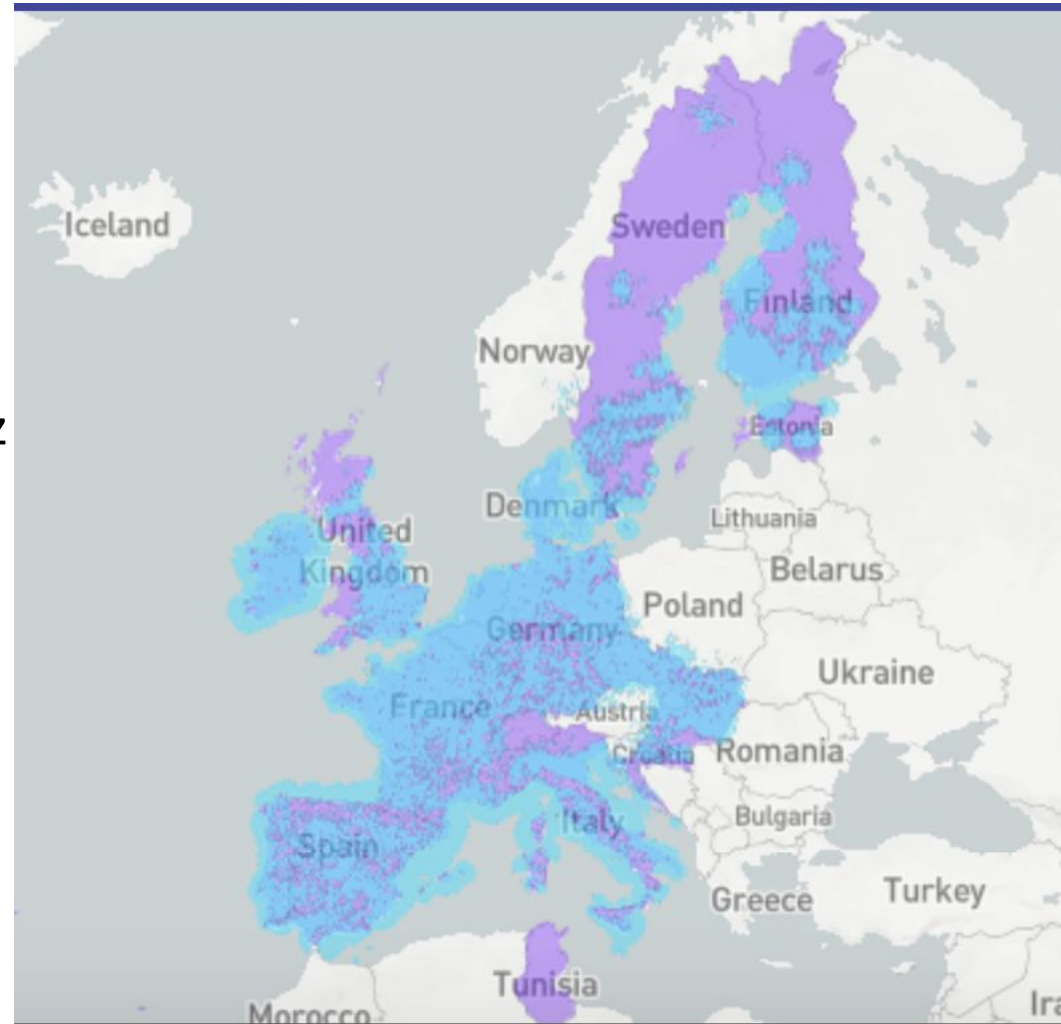 Iceland
Sweden
Finland
Norway
Estonia
Denmark
Lithuania
United
Kingdom
Belarus
Poland
Germany
Ukraine
France
Austria
Croatia
Romania
Italy
Bulgaria
Spain
Greece
Turkey
Tunisia
Morocco